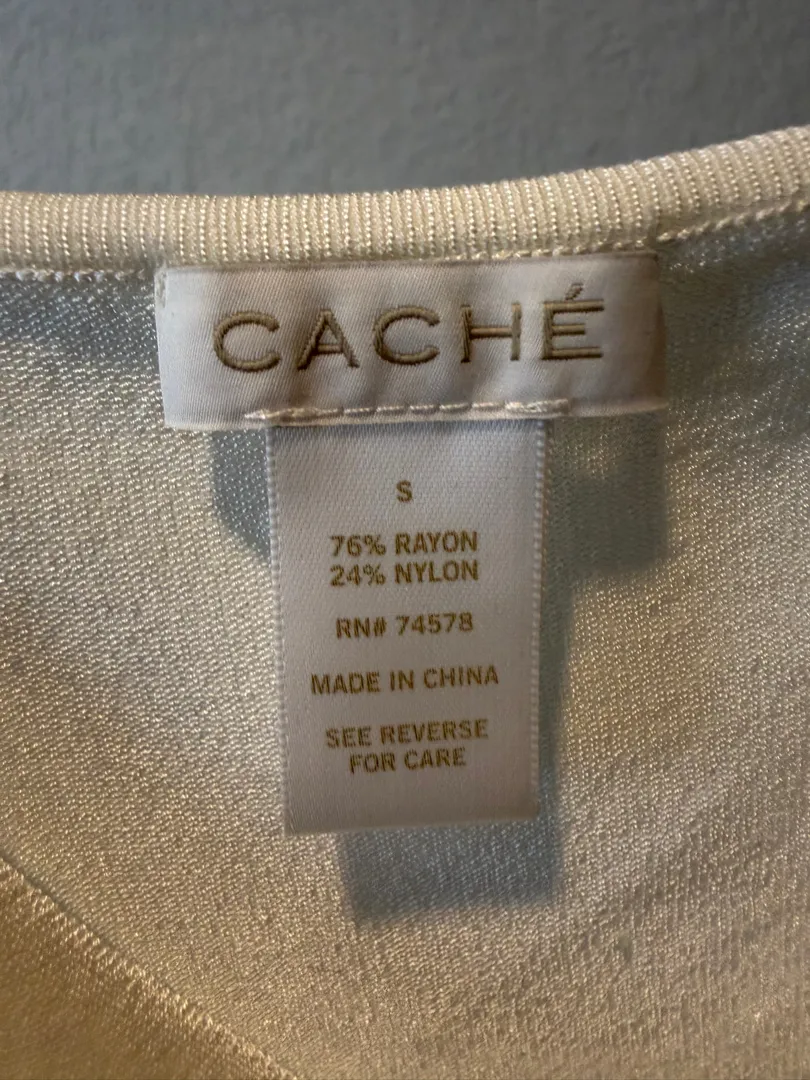 CACHÉ
S
76% RAYON
24% NYLON
RN# 74578
MADE IN CHINA
SEE REVERSE
FOR CARE